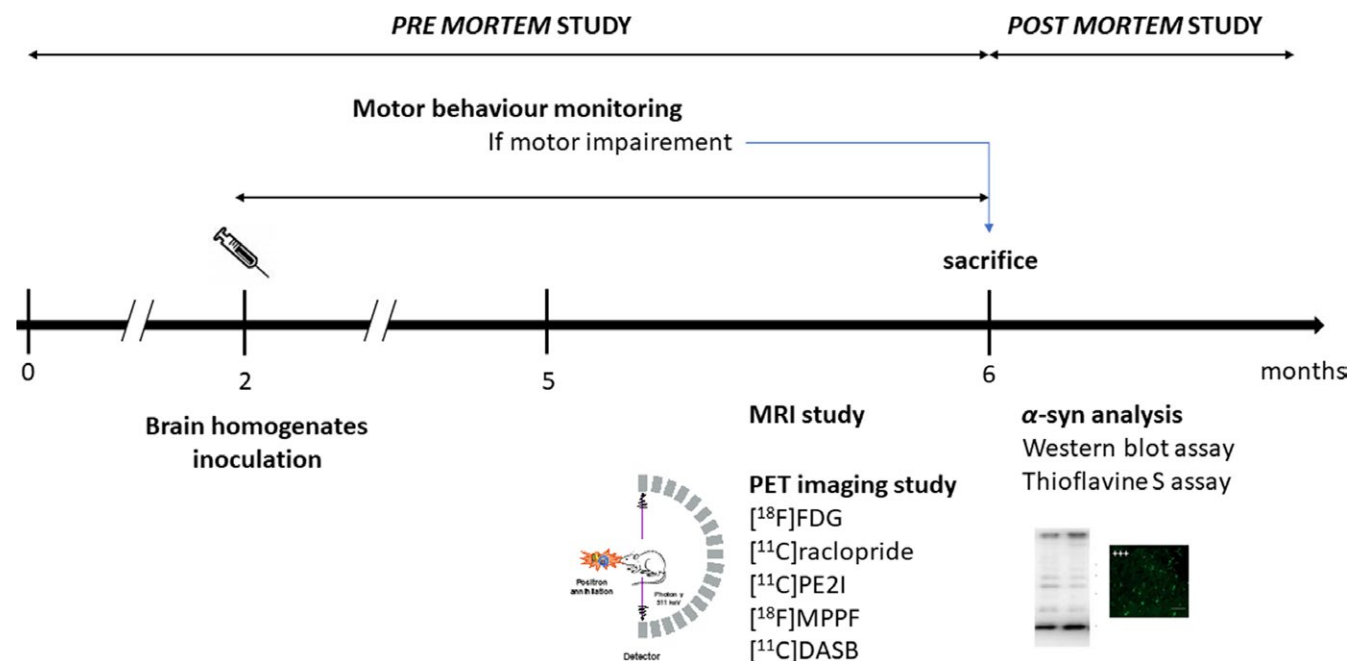 PRE MORTEM STUDY
POST MORTEM STUDY
Motor behaviour monitoring
If motor impairement
sacrifice
0
2
5
6
months
Brain homogenates
inoculation
MRI study
PET imaging study
[¹⁸F]FDG
[¹¹C]raclopride
[¹¹C]PE2I
[¹⁸F]MPPF
[¹¹C]DASB
Positron
annihilation
Photon γ
511 keV
Detector
α-syn analysis
Western blot assay
Thioflavine S assay
+++